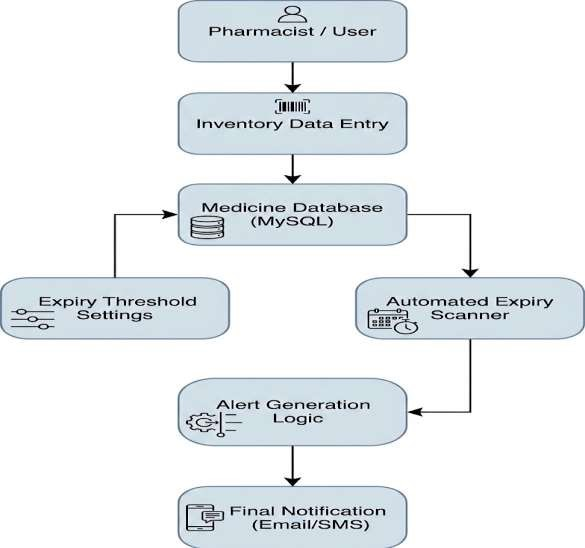 Pharmacist / User
Inventory Data Entry
Medicine Database
(MySQL)
Expiry Threshold
Settings
Automated Expiry
Scanner
Alert Generation
Logic
Final Notification
(Email/SMS)